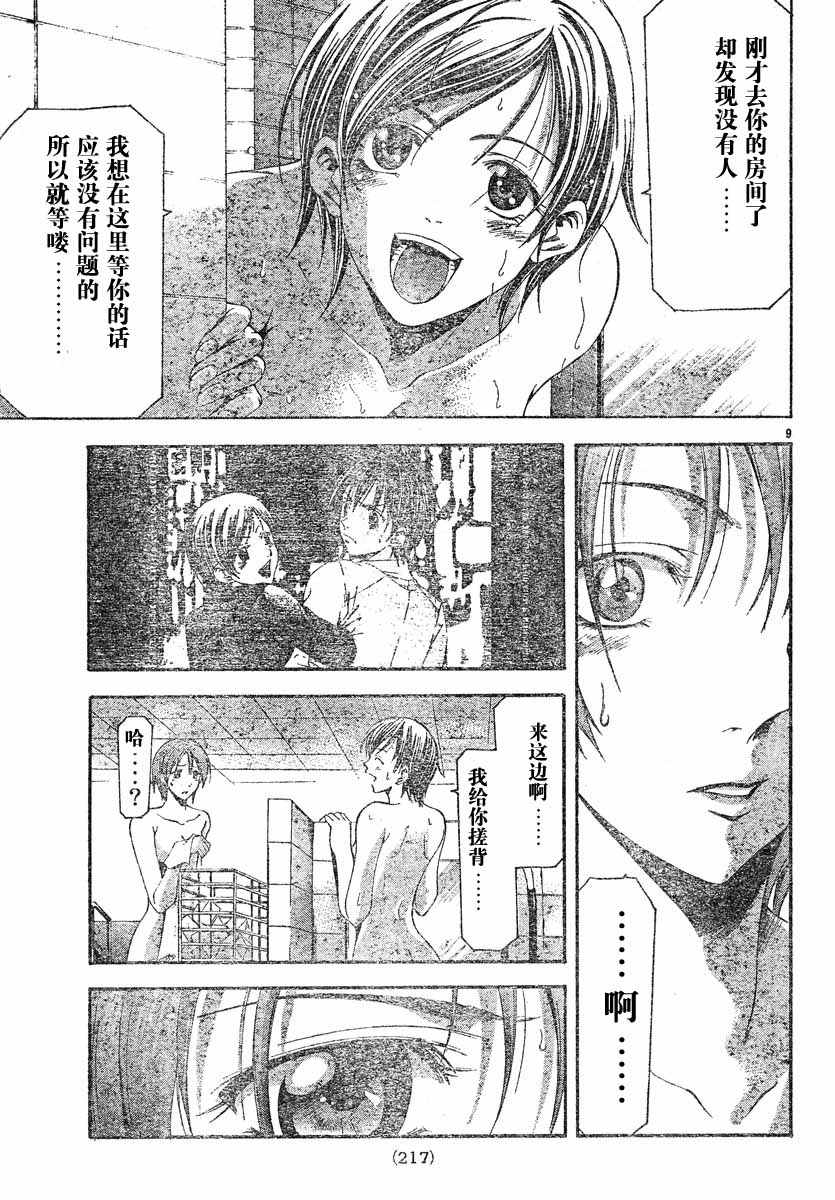 刚才去你的房间了
却发现没有人……
我想在这里等你的话
应该没有问题的
所以就等喽…………
9
……啊……
来这边啊……
我给你搓背……
哈……?
(217)